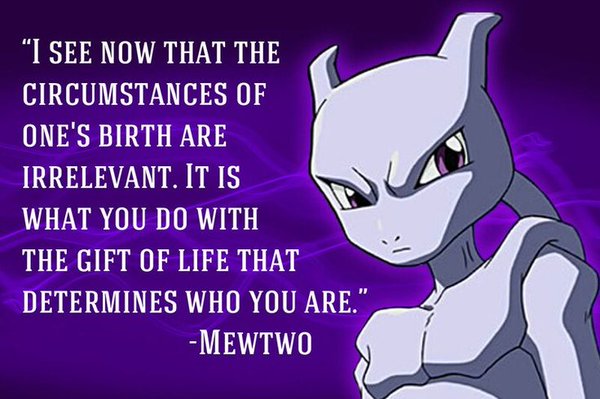 “I see now that the
circumstances of
one's birth are
irrelevant. It is
what you do with
the gift of life that
determines who you are.”
-Mewtwo